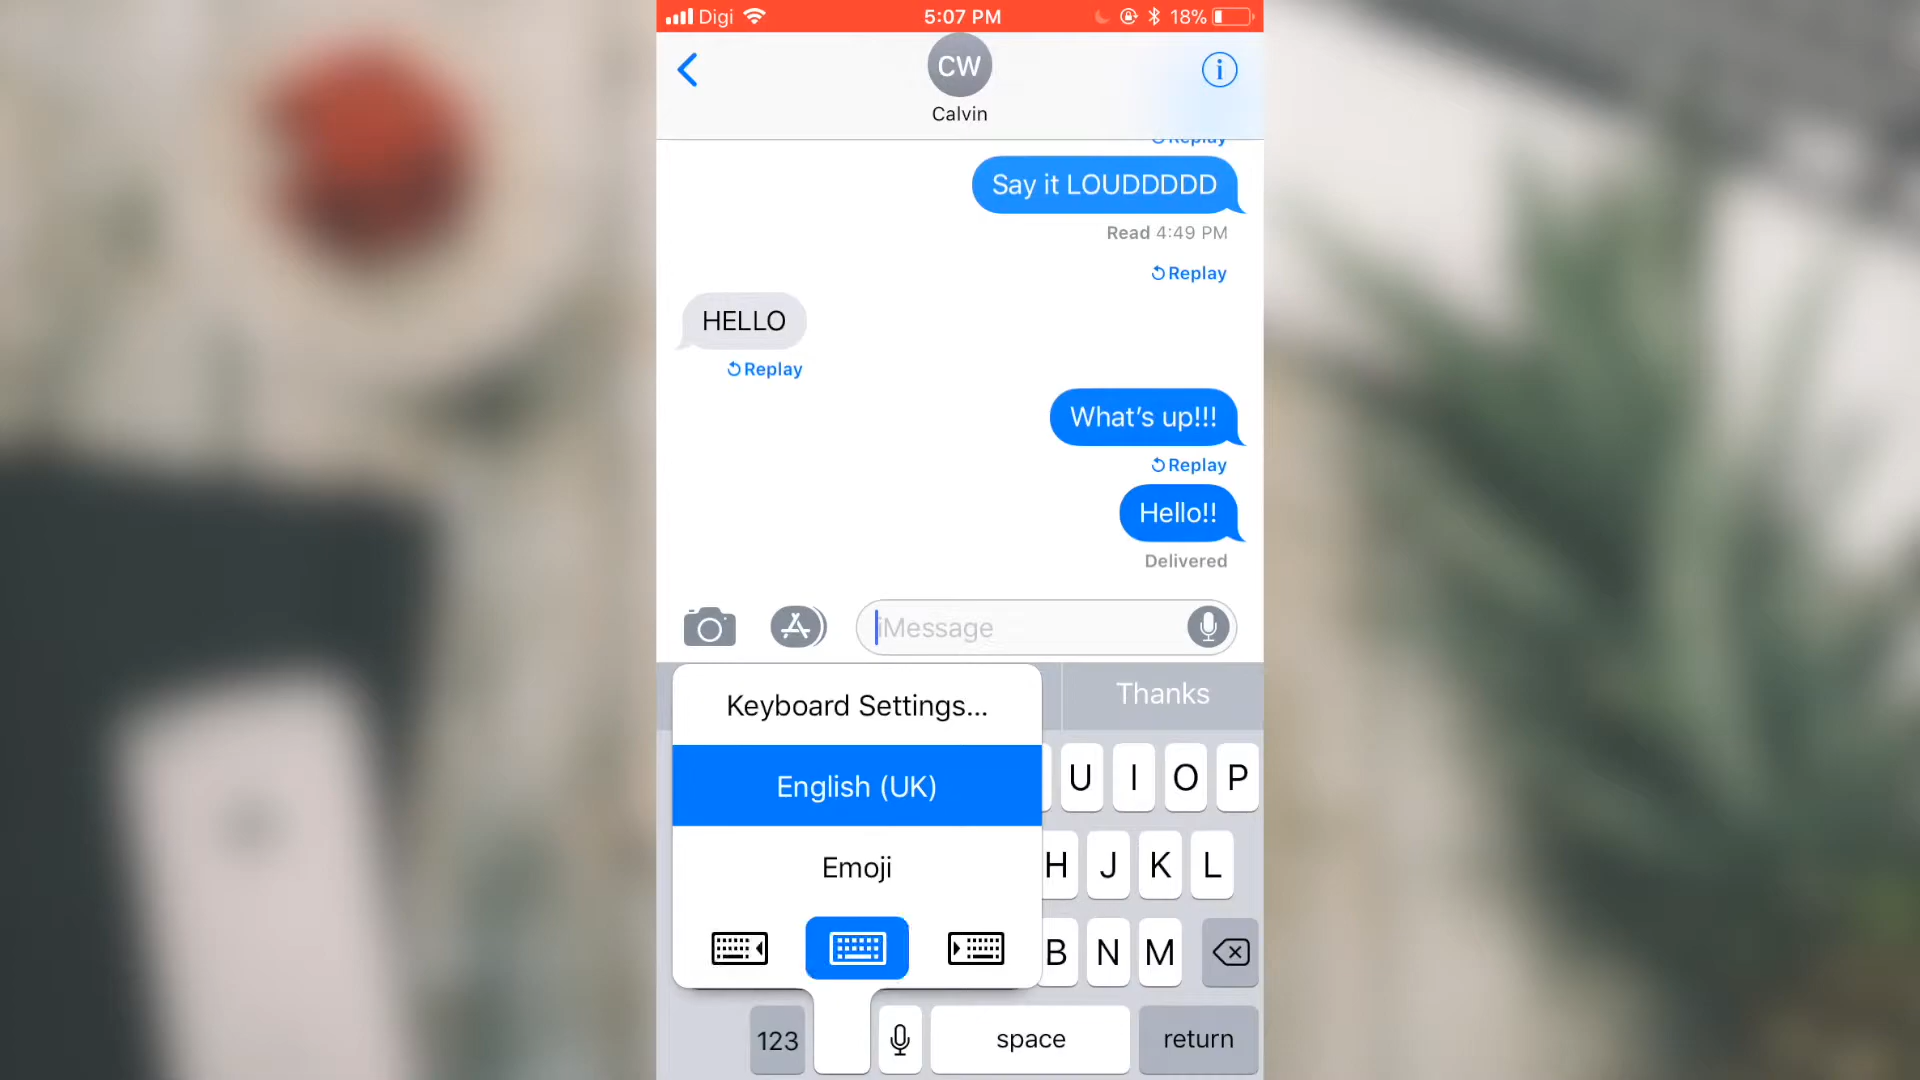 Digi 5:07 PM 18%
CW
Calvin
Replay
Say it LOUDDDDD
Read 4:49 PM
Replay
HELLO
Replay
What's up!!!
Replay
Hello!!
Delivered
iMessage
Keyboard Settings...
Thanks
English (UK)
U I O P
Emoji
H J K L
B N M
123 space return